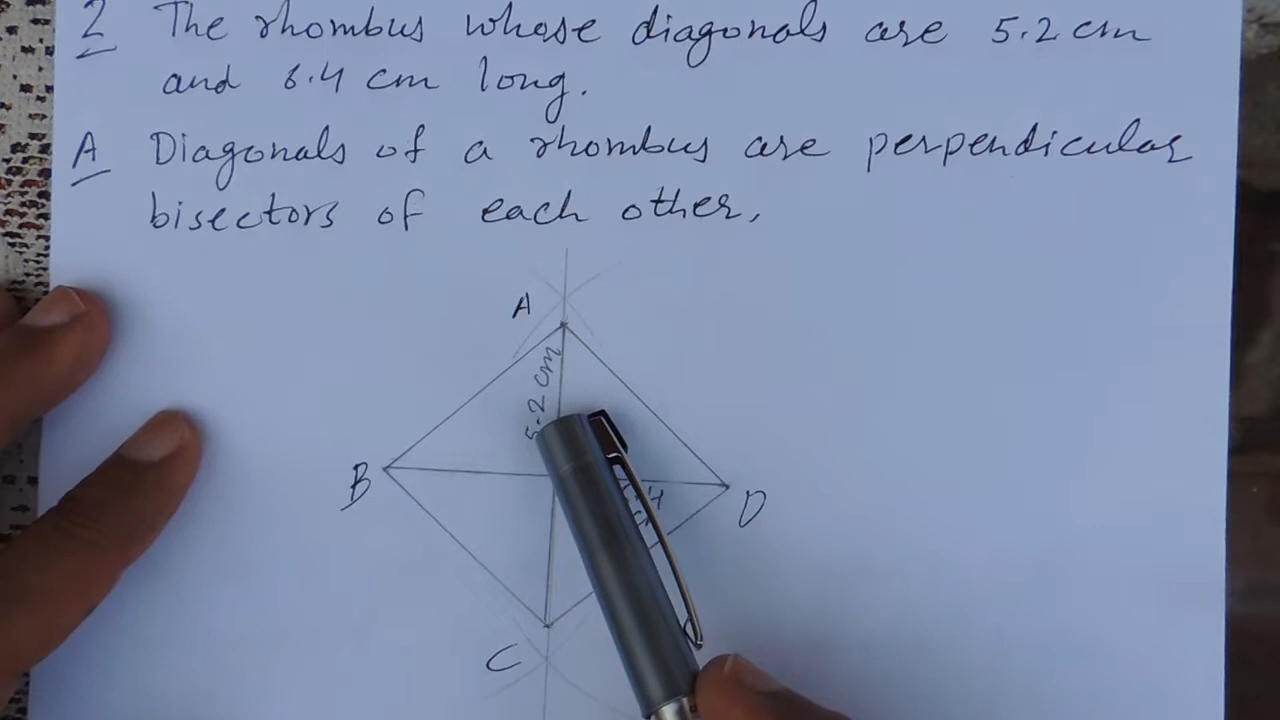 2 The rhombus whose diagonals are 5.2 cm
and 6.4 cm long.
A Diagonals of a rhombus are perpendicular
bisectors of each other,
A
5.2 cm
B
D
C